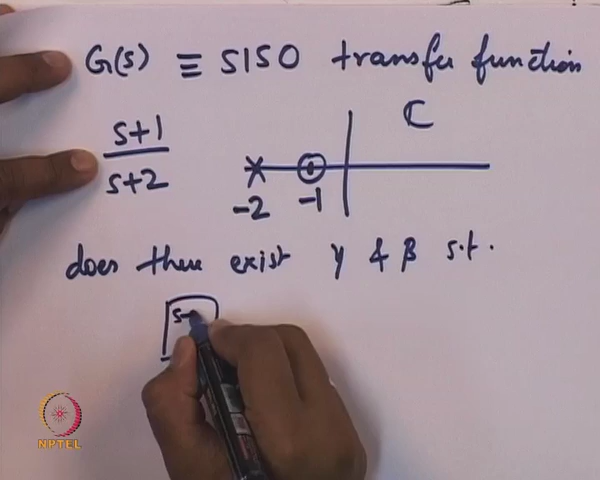 G(s) ≡ SISO transfer function
s+1
s+2
ℂ
-2 -1
does there exist γ & β s.t.
s-
NPTEL